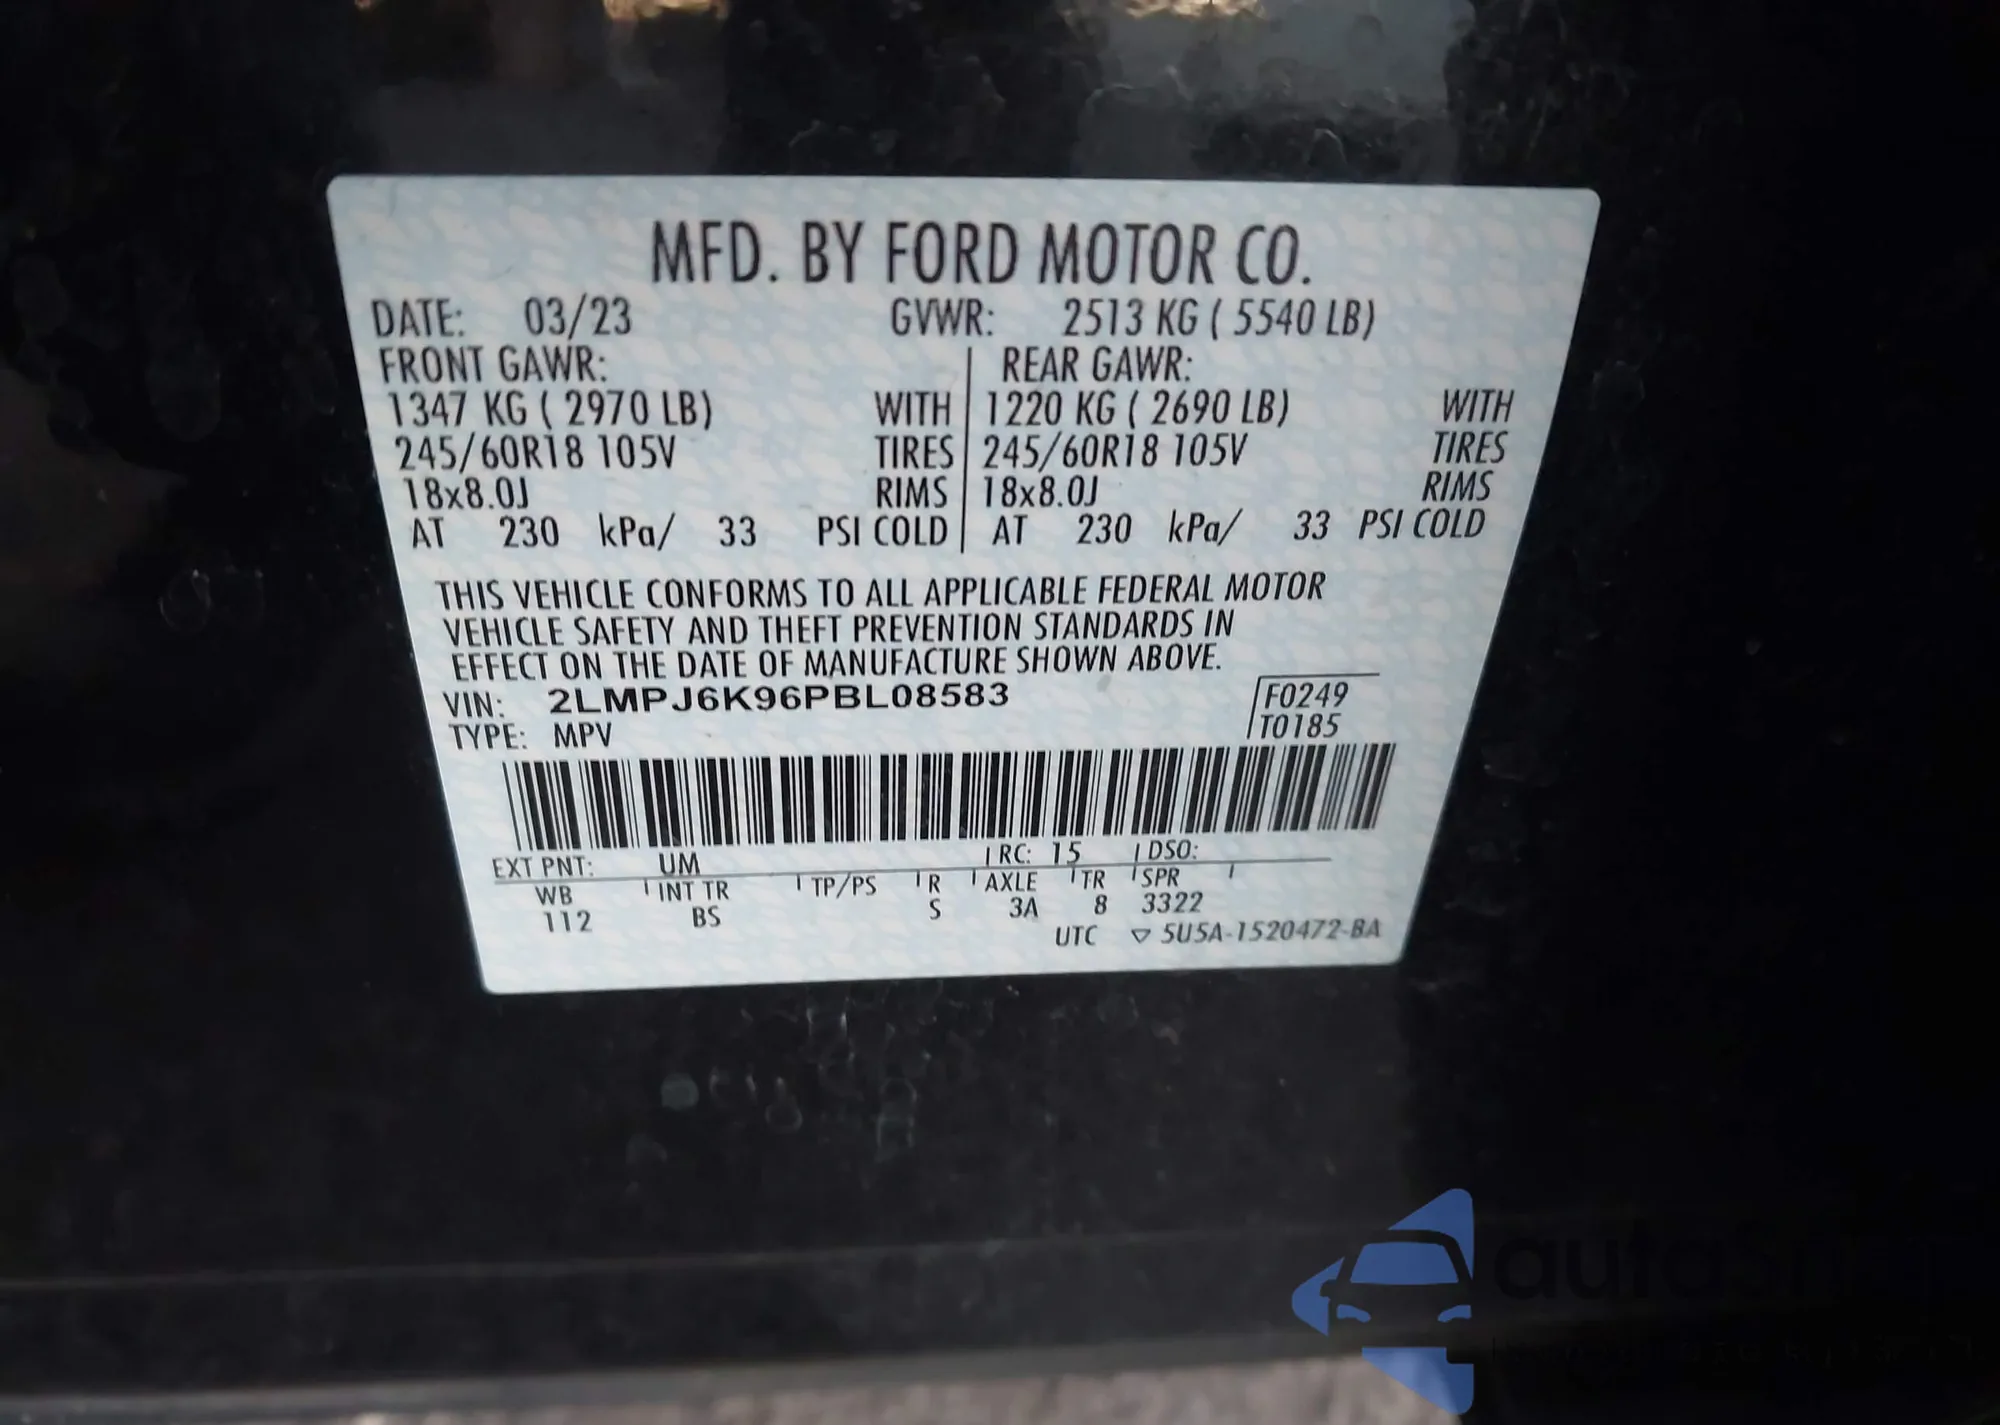 MFD. BY FORD MOTOR CO.
DATE: 03/23 GVWR: 2513 KG ( 5540 LB)
FRONT GAWR: REAR GAWR:
1347 KG ( 2970 LB) WITH 1220 KG ( 2690 LB) WITH
245/60R18 105V TIRES 245/60R18 105V TIRES
18x8.0J RIMS 18x8.0J RIMS
AT 230 kPa/ 33 PSI COLD AT 230 kPa/ 33 PSI COLD
THIS VEHICLE CONFORMS TO ALL APPLICABLE FEDERAL MOTOR
VEHICLE SAFETY AND THEFT PREVENTION STANDARDS IN
EFFECT ON THE DATE OF MANUFACTURE SHOWN ABOVE.
VIN: 2LMPJ6K96PBL08583 F0249
TYPE: MPV T0185
EXT PNT: UM RC: 15 DSO:
WB INT TR TP/PS R AXLE TR SPR
112 BS S 3A 8 3322
UTC ▽ 5U5A-1520472-BA